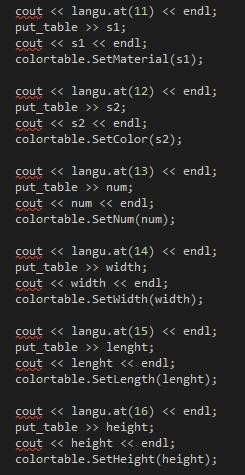 cout << langu.at(11) << endl;
put_table >> s1;
cout << s1 << endl;
colortable.SetMaterial(s1);
cout << langu.at(12) << endl;
put_table >> s2;
cout << s2 << endl;
colortable.SetColor(s2);
cout << langu.at(13) << endl;
put_table >> num;
cout << num << endl;
colortable.SetNum(num);
cout << langu.at(14) << endl;
put_table >> width;
cout << width << endl;
colortable.SetWidth(width);
cout << langu.at(15) << endl;
put_table >> lenght;
cout << lenght << endl;
colortable.SetLength(lenght);
cout << langu.at(16) << endl;
put_table >> height;
cout << height << endl;
colortable.SetHeight(height);